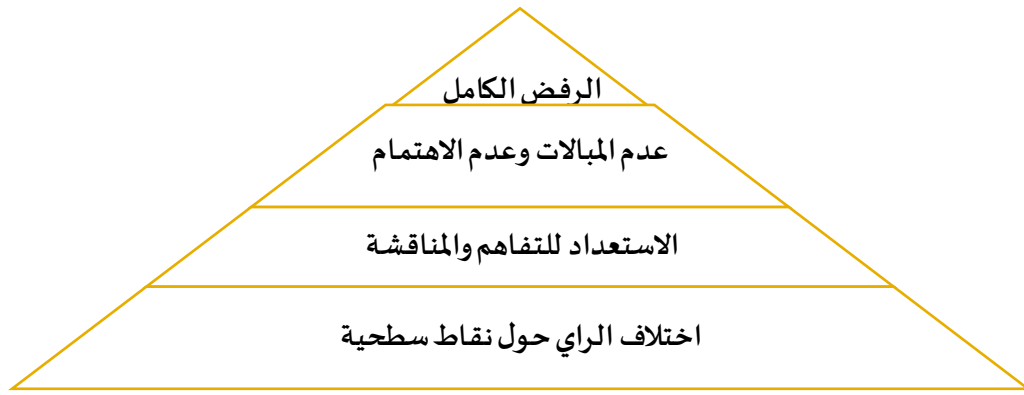 الرفض الكامل
عدم المبالات وعدم الاهتمام
الاستعداد للتفاهم والمناقشة
اختلاف الراي حول نقاط سطحية